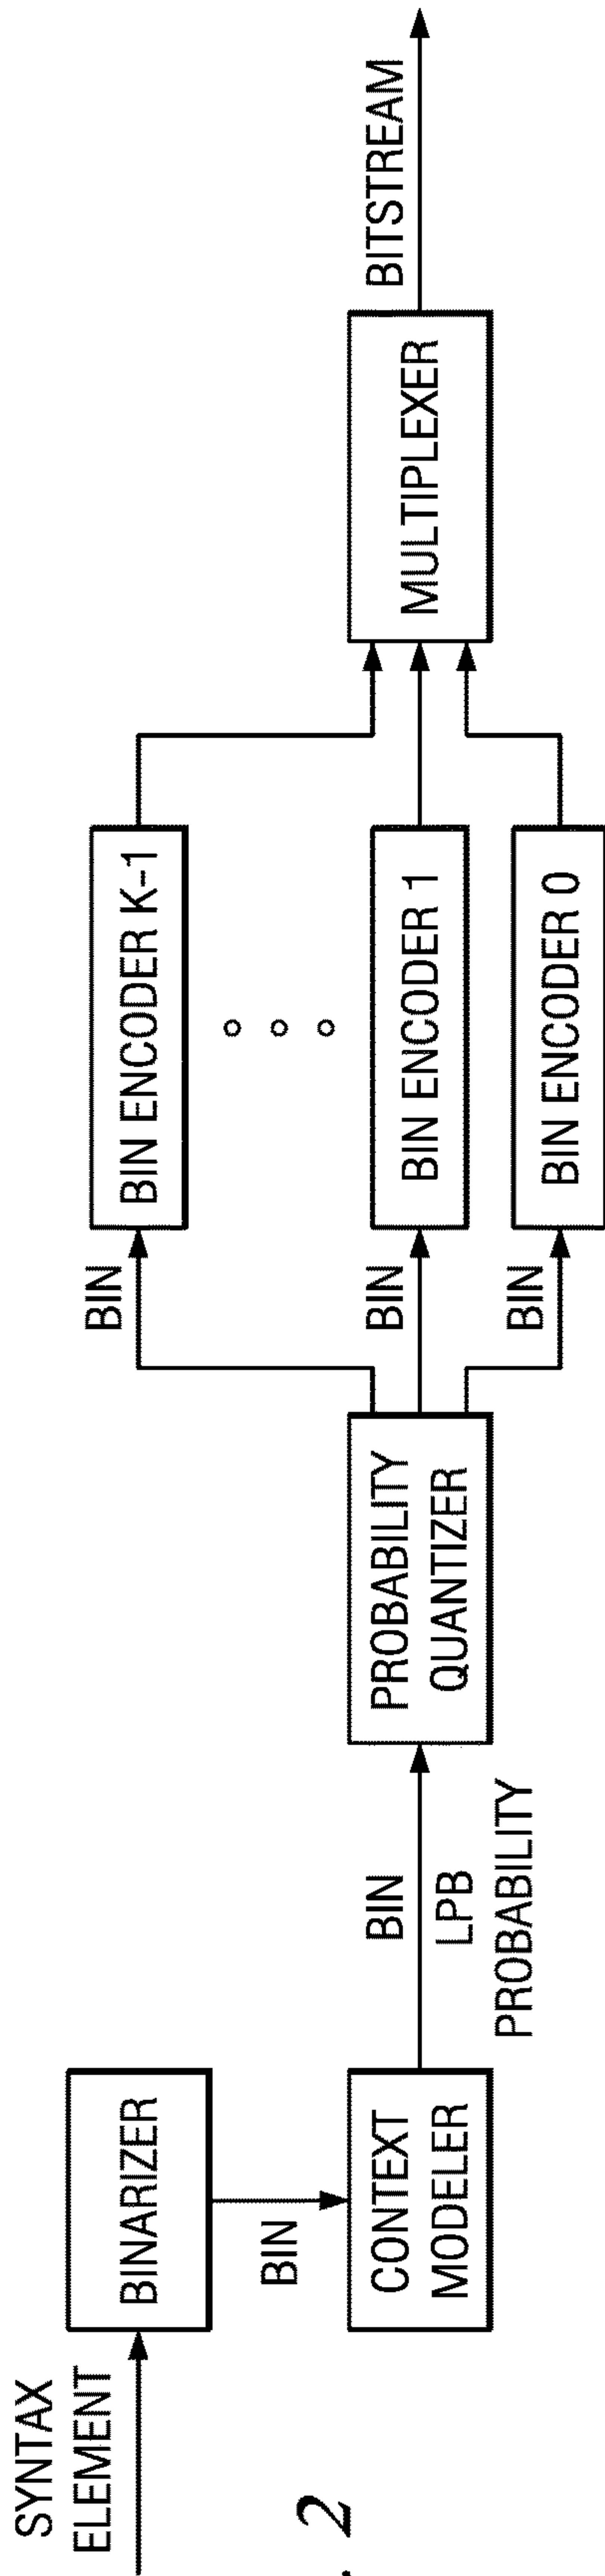 SYNTAX
ELEMENT
BINARIZER
BIN
CONTEXT
MODELER
BIN
LPB
PROBABILITY
PROBABILITY
QUANTIZER
BIN
BIN
BIN
BIN ENCODER K-1
BIN ENCODER 1
BIN ENCODER 0
MULTIPLEXER
BITSTREAM
. 2